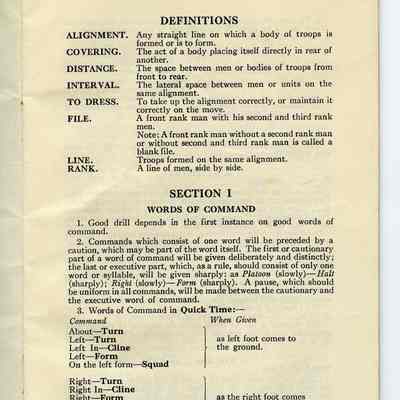 DEFINITIONS
ALIGNMENT. Any straight line on which a body of troops is
formed or is to form.
COVERING. The act of a body placing itself directly in rear of
another.
DISTANCE. The space between men or bodies of troops from
front to rear.
INTERVAL. The lateral space between men or units on the
same alignment.
TO DRESS. To take up the alignment correctly, or maintain it
correctly on the move.
FILE. A front rank man with his second and third rank
men.
Note: A front rank man without a second rank man
or without second and third rank man is called a
blank file.
LINE. Troops formed on the same alignment.
RANK. A line of men, side by side.
SECTION I
WORDS OF COMMAND
1. Good drill depends in the first instance on good words of
command.
2. Commands which consist of one word will be preceded by a
caution, which may be part of the word itself. The first or cautionary
part of a word of command will be given deliberately and distinctly;
the last or executive part, which, as a rule, should consist of only one
word or syllable, will be given sharply: as Platoon (slowly)—Halt
(sharply); Right (slowly)—Form (sharply). A pause, which should
be uniform in all commands, will be made between the cautionary and
the executive word of command.
3. Words of Command in Quick Time:—
Command When Given
About—Turn
Left—Turn
Left In—Cline
Left—Form
On the left form—Squad
as left foot comes to
the ground.
Right—Turn
Right In—Cline
Right—Form
as the right foot comes